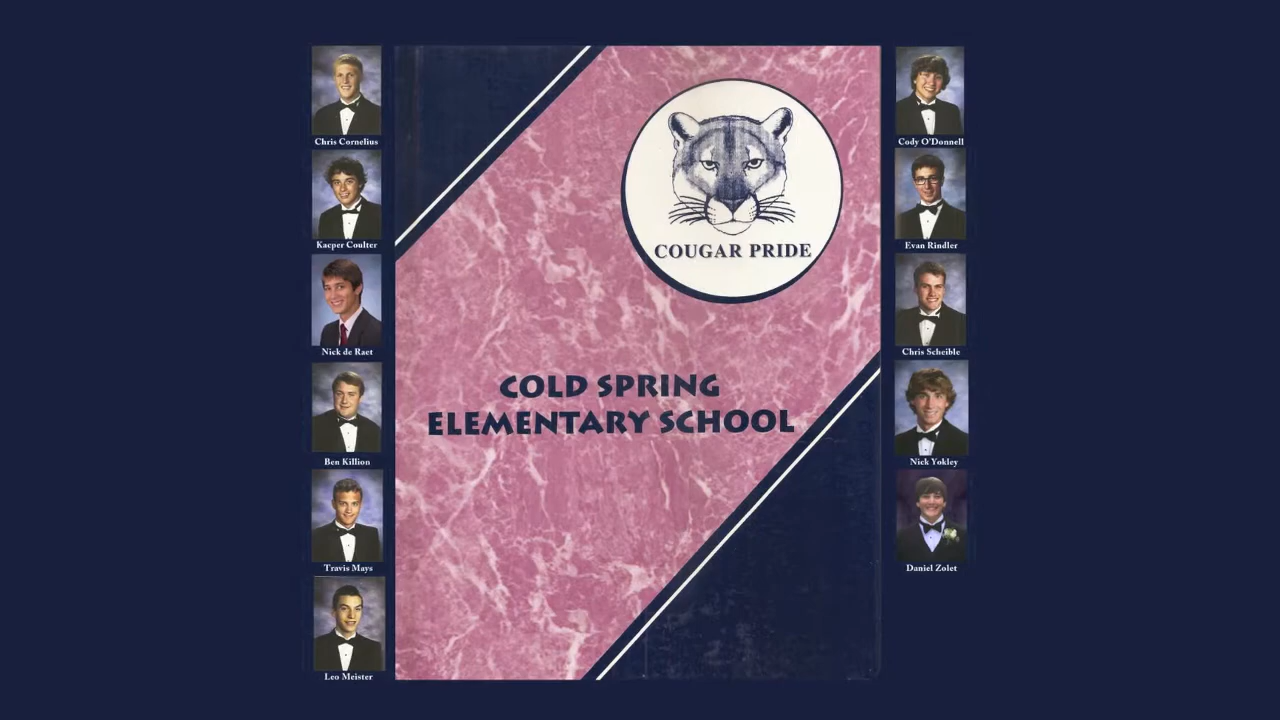 Chris Cornelius
Kacper Coulter
Nick de Raet
Ben Killion
Travis Mays
Leo Meister
COUGAR PRIDE
COLD SPRING
ELEMENTARY SCHOOL
Cody O'Donnell
Evan Rindler
Chris Scheible
Nick Yokley
Daniel Zolet